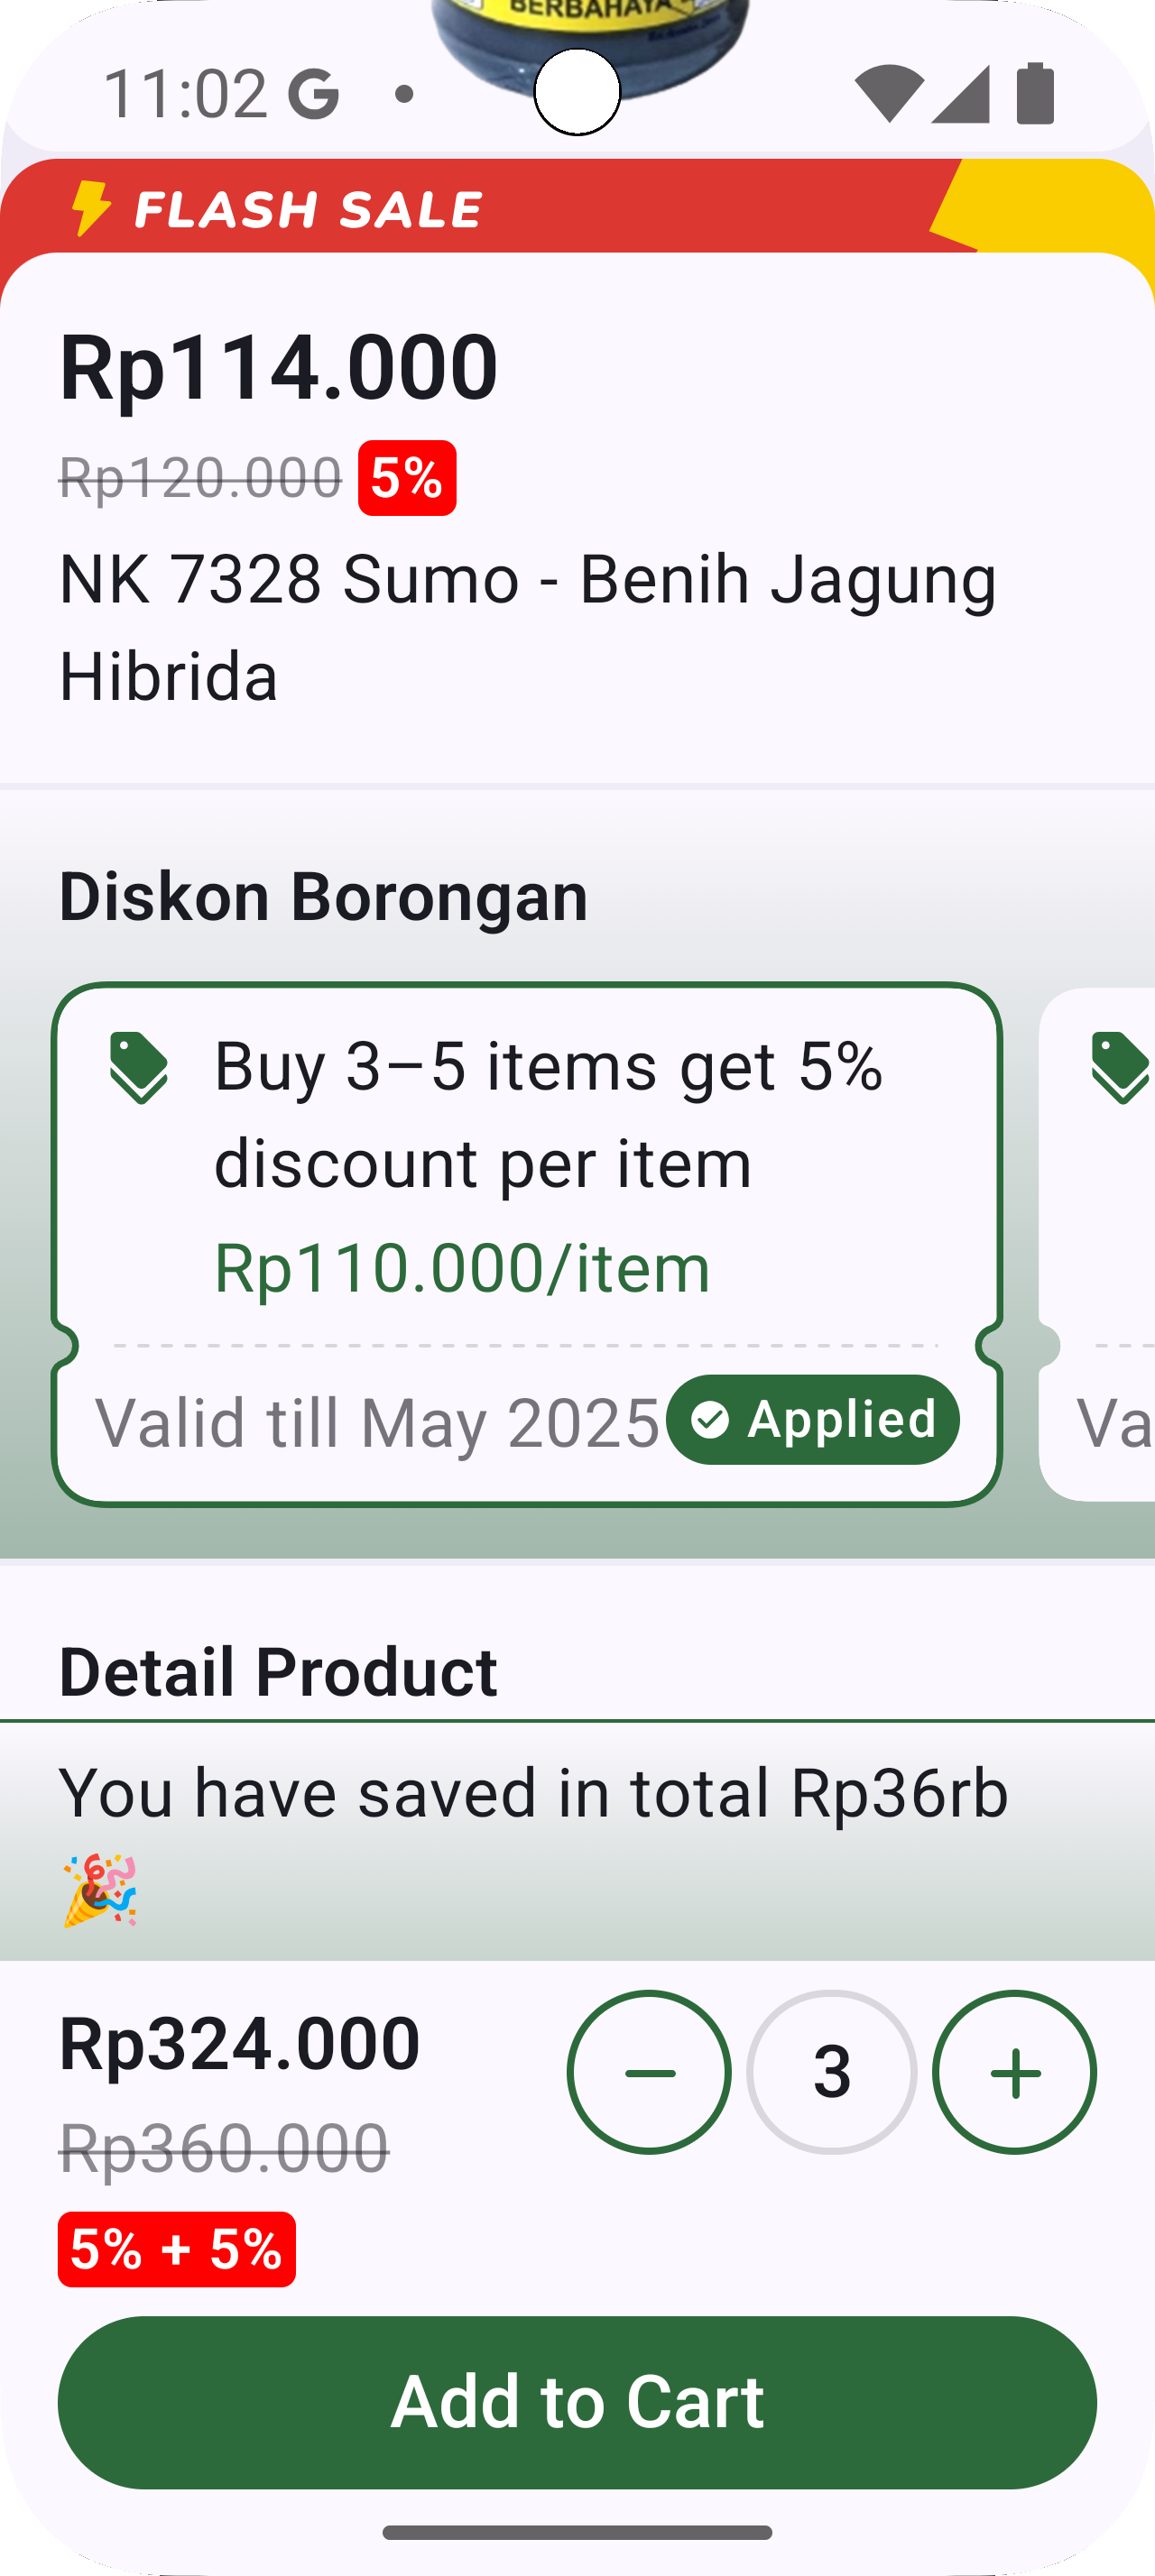 BERBAHAYA
11:02
FLASH SALE
Rp114.000
Rp120.000 5%
NK 7328 Sumo - Benih Jagung
Hibrida
Diskon Borongan
Buy 3–5 items get 5%
discount per item
Rp110.000/item
Valid till May 2025 Applied
Va
Detail Product
You have saved in total Rp36rb
🎉
Rp324.000
− 3 +
Rp360.000
5% + 5%
Add to Cart